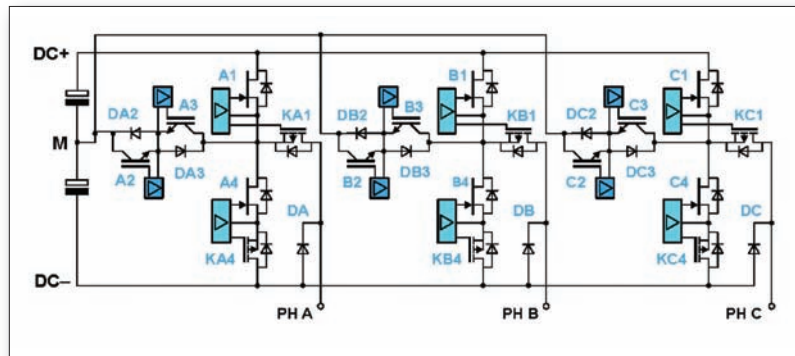 DC+
A1
B1
C1
DA2
A3
KA1
DB2
B3
KB1
DC2
C3
KC1
M
A2
DA3
B2
DB3
C2
DC3
A4
DA
B4
DB
C4
DC
KA4
KB4
KC4
DC–
PH A
PH B
PH C